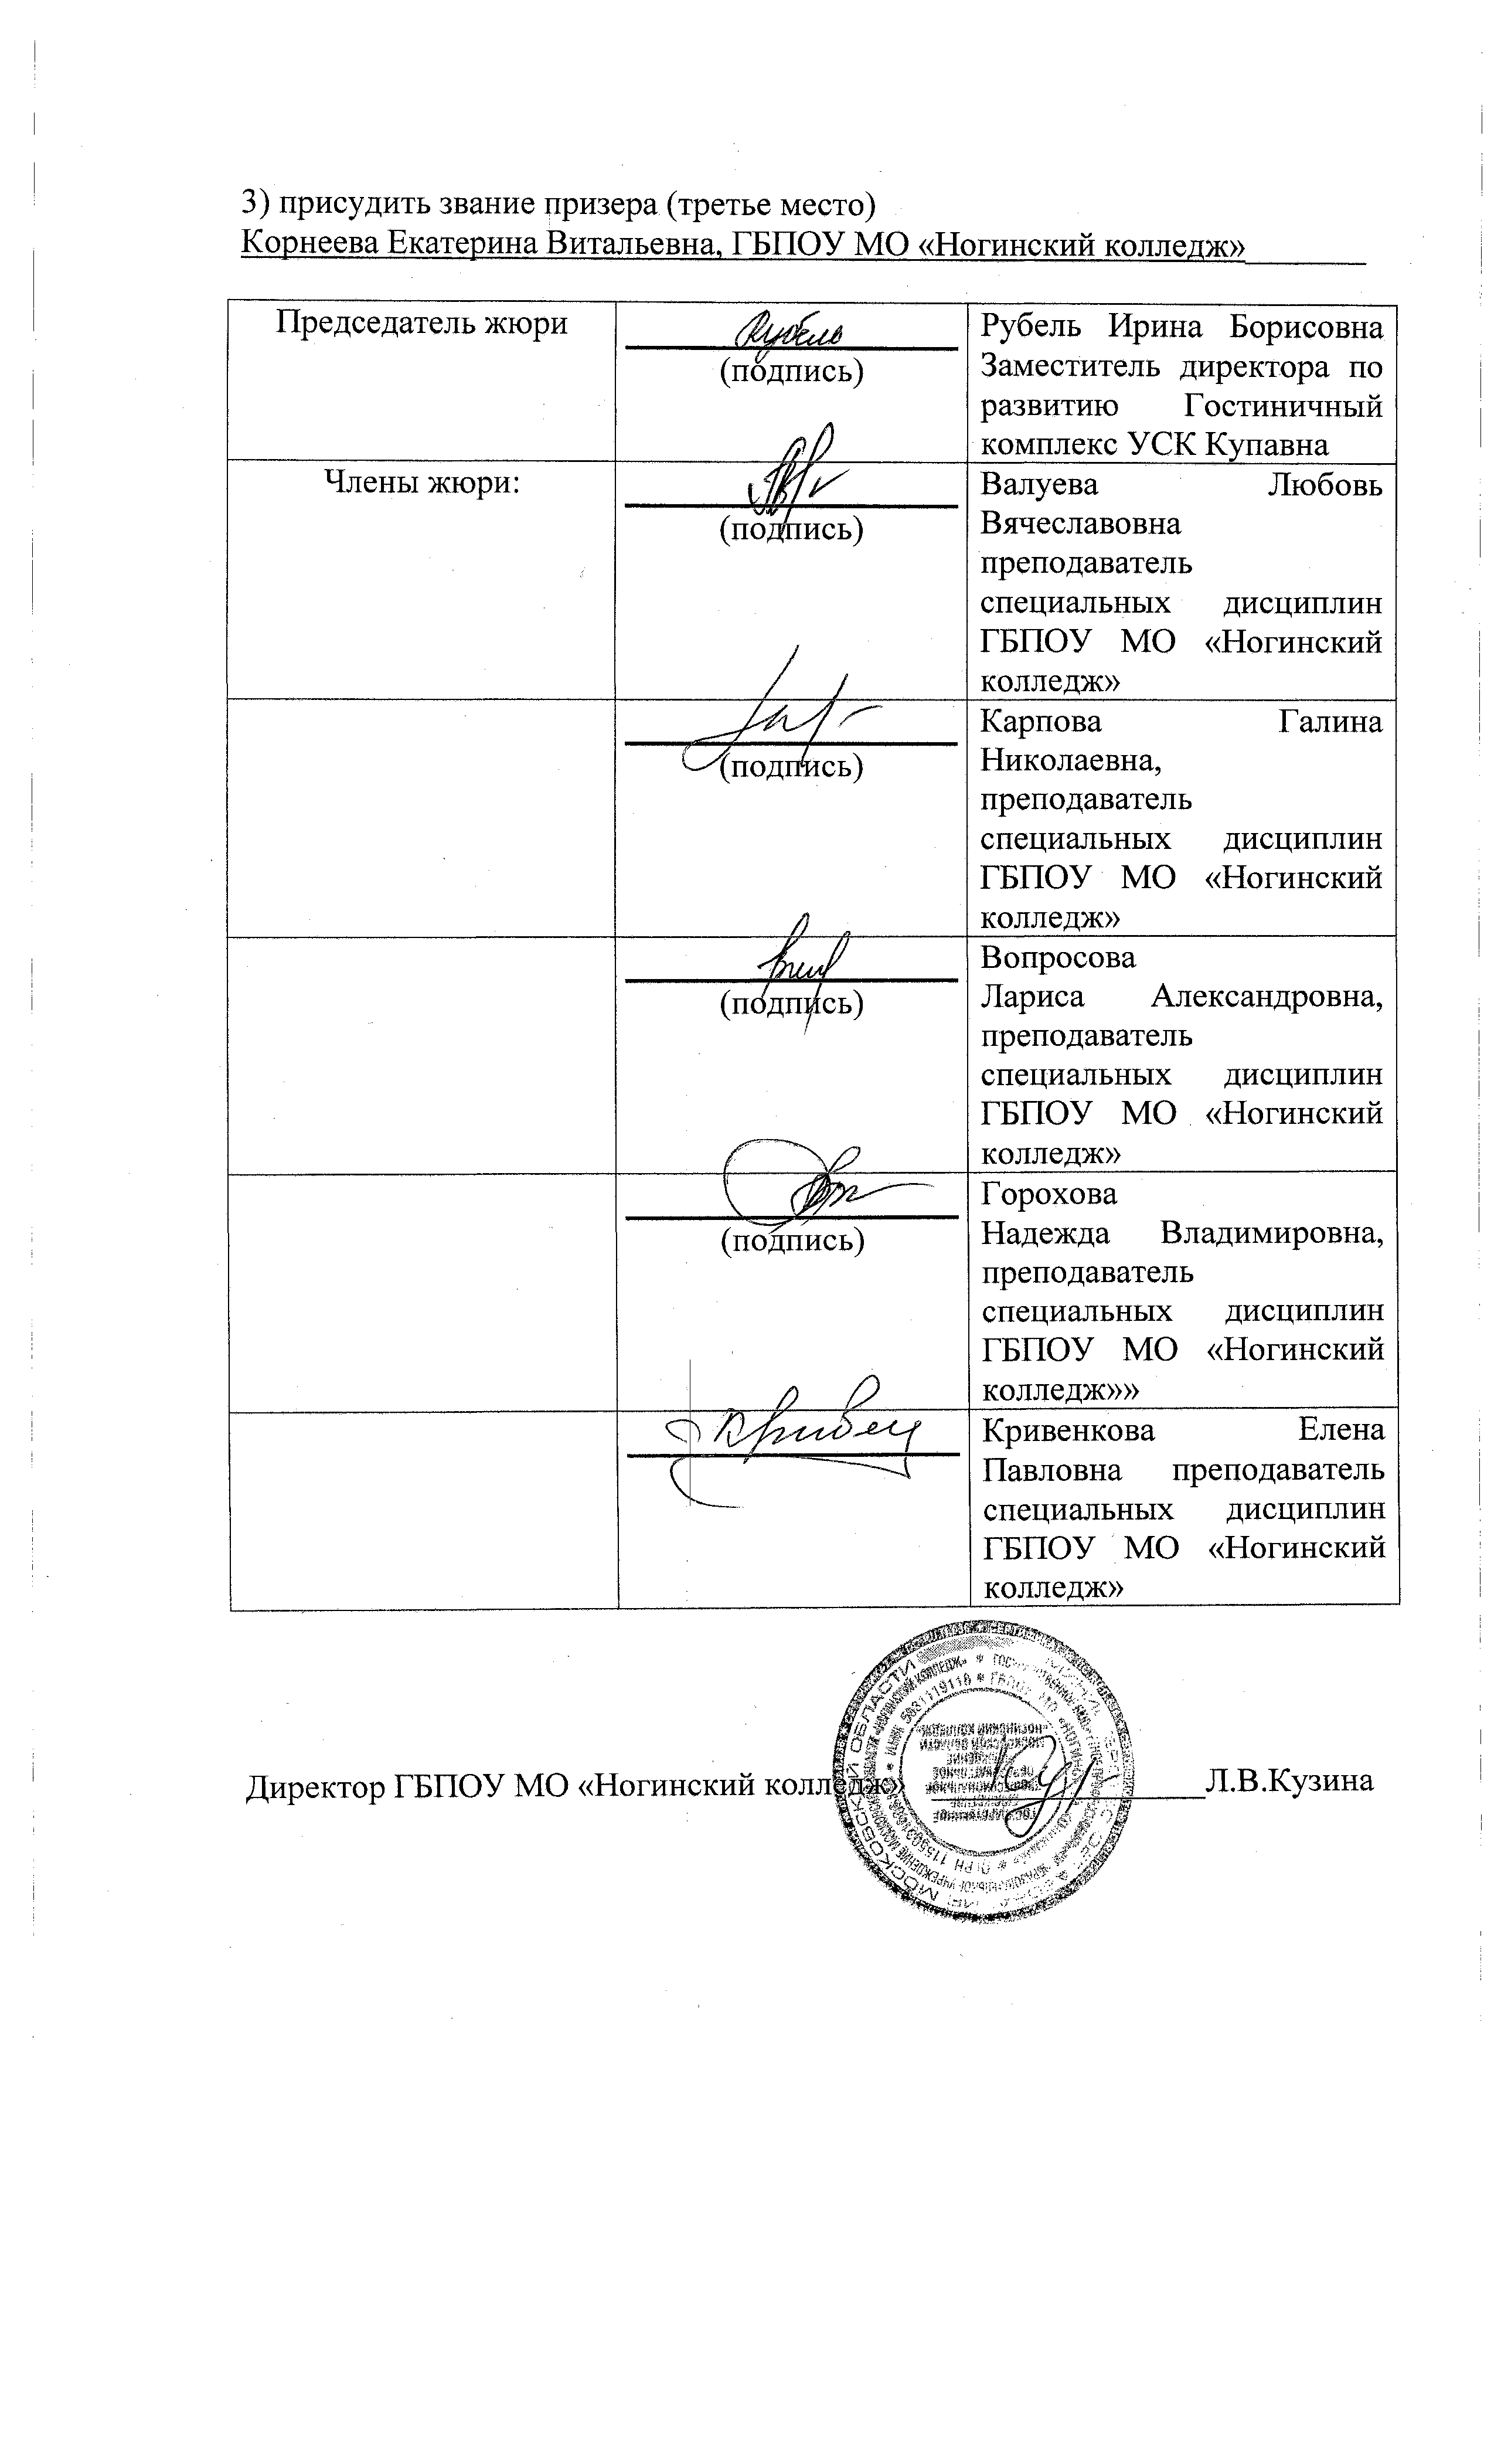 3) присудить звание призера (третье место)
Корнеева Екатерина Витальевна, ГБПОУ МО «Ногинский колледж»
Председатель жюри
(подпись)
Рубель Ирина Борисовна
Заместитель директора по
развитию Гостиничный
комплекс УСК Купавна
Члены жюри:
(подпись)
Валуева Любовь
Вячеславовна
преподаватель
специальных дисциплин
ГБПОУ МО «Ногинский
колледж»
(подпись)
Карпова Галина
Николаевна,
преподаватель
специальных дисциплин
ГБПОУ МО «Ногинский
колледж»
(подпись)
Вопросова
Лариса Александровна,
преподаватель
специальных дисциплин
ГБПОУ МО «Ногинский
колледж»
(подпись)
Горохова
Надежда Владимировна,
преподаватель
специальных дисциплин
ГБПОУ МО «Ногинский
колледж»»
Кривенкова Елена
Павловна преподаватель
специальных дисциплин
ГБПОУ МО «Ногинский
колледж»
Директор ГБПОУ МО «Ногинский колледж» Л.В.Кузина
МОСКОВСКОЙ ОБЛАСТИ
ИНН 5031119118